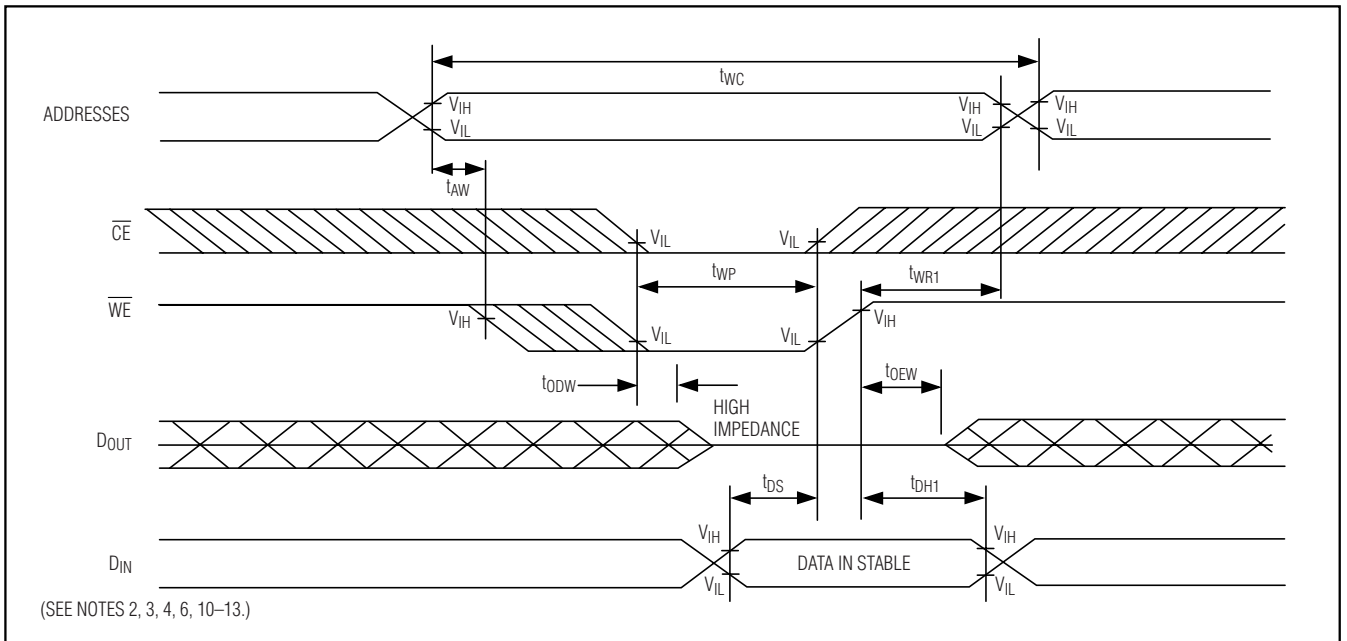 tWC
ADDRESSES
VIH
VIL
VIH
VIL
VIH
VIL
tAW
CE
VIL
VIL
tWP
tWR1
WE
VIH
VIL
VIL
VIH
tODW
tOEW
HIGH
IMPEDANCE
DOUT
tDS
tDH1
VIH
VIH
DIN
DATA IN STABLE
VIL
VIL
(SEE NOTES 2, 3, 4, 6, 10–13.)